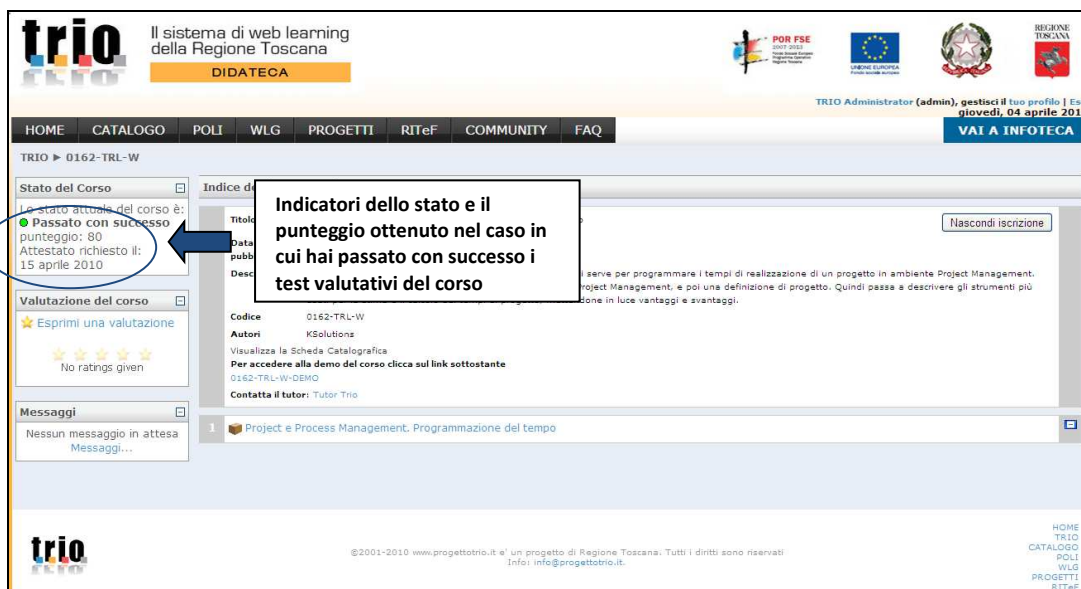 trio
Il sistema di web learning
della Regione Toscana
DIDATECA
POR FSE
2007-2013
UNIONE EUROPEA
REGIONE
TOSCANA
TRIO Administrator (admin), gestisci il tuo profilo | Es
giovedì, 04 aprile 201
HOME CATALOGO POLI WLG PROGETTI RITeF COMMUNITY FAQ VAI A INFOTECA
TRIO ► 0162-TRL-W
Stato del Corso
Lo stato attuale del corso è:
Passato con successo
punteggio: 80
Attestato richiesto il:
15 aprile 2010
Valutazione del corso
Esprimi una valutazione
No ratings given
Messaggi
Nessun messaggio in attesa
Messaggi...
Indice de
Indicatori dello stato e il
punteggio ottenuto nel caso in
cui hai passato con successo i
test valutativi del corso
Nascondi iscrizione
Titolo
Data
pubb
Desc
i serve per programmare i tempi di realizzazione di un progetto in ambiente Project Management.
roject Management, e poi una definizione di progetto. Quindi passa a descrivere gli strumenti più
done in luce vantaggi e svantaggi.
Codice 0162-TRL-W
Autori KSolutions
Visualizza la Scheda Catalografica
Per accedere alla demo del corso clicca sul link sottostante
0162-TRL-W-DEMO
Contatta il tutor: Tutor Trio
1 Project e Process Management. Programmazione del tempo
trio
©2001-2010 www.progettotrio.it e' un progetto di Regione Toscana. Tutti i diritti sono riservati
Info: info@progettotrio.it.
HOME
TRIO
CATALOGO
POLI
WLG
PROGETTI
RITeF